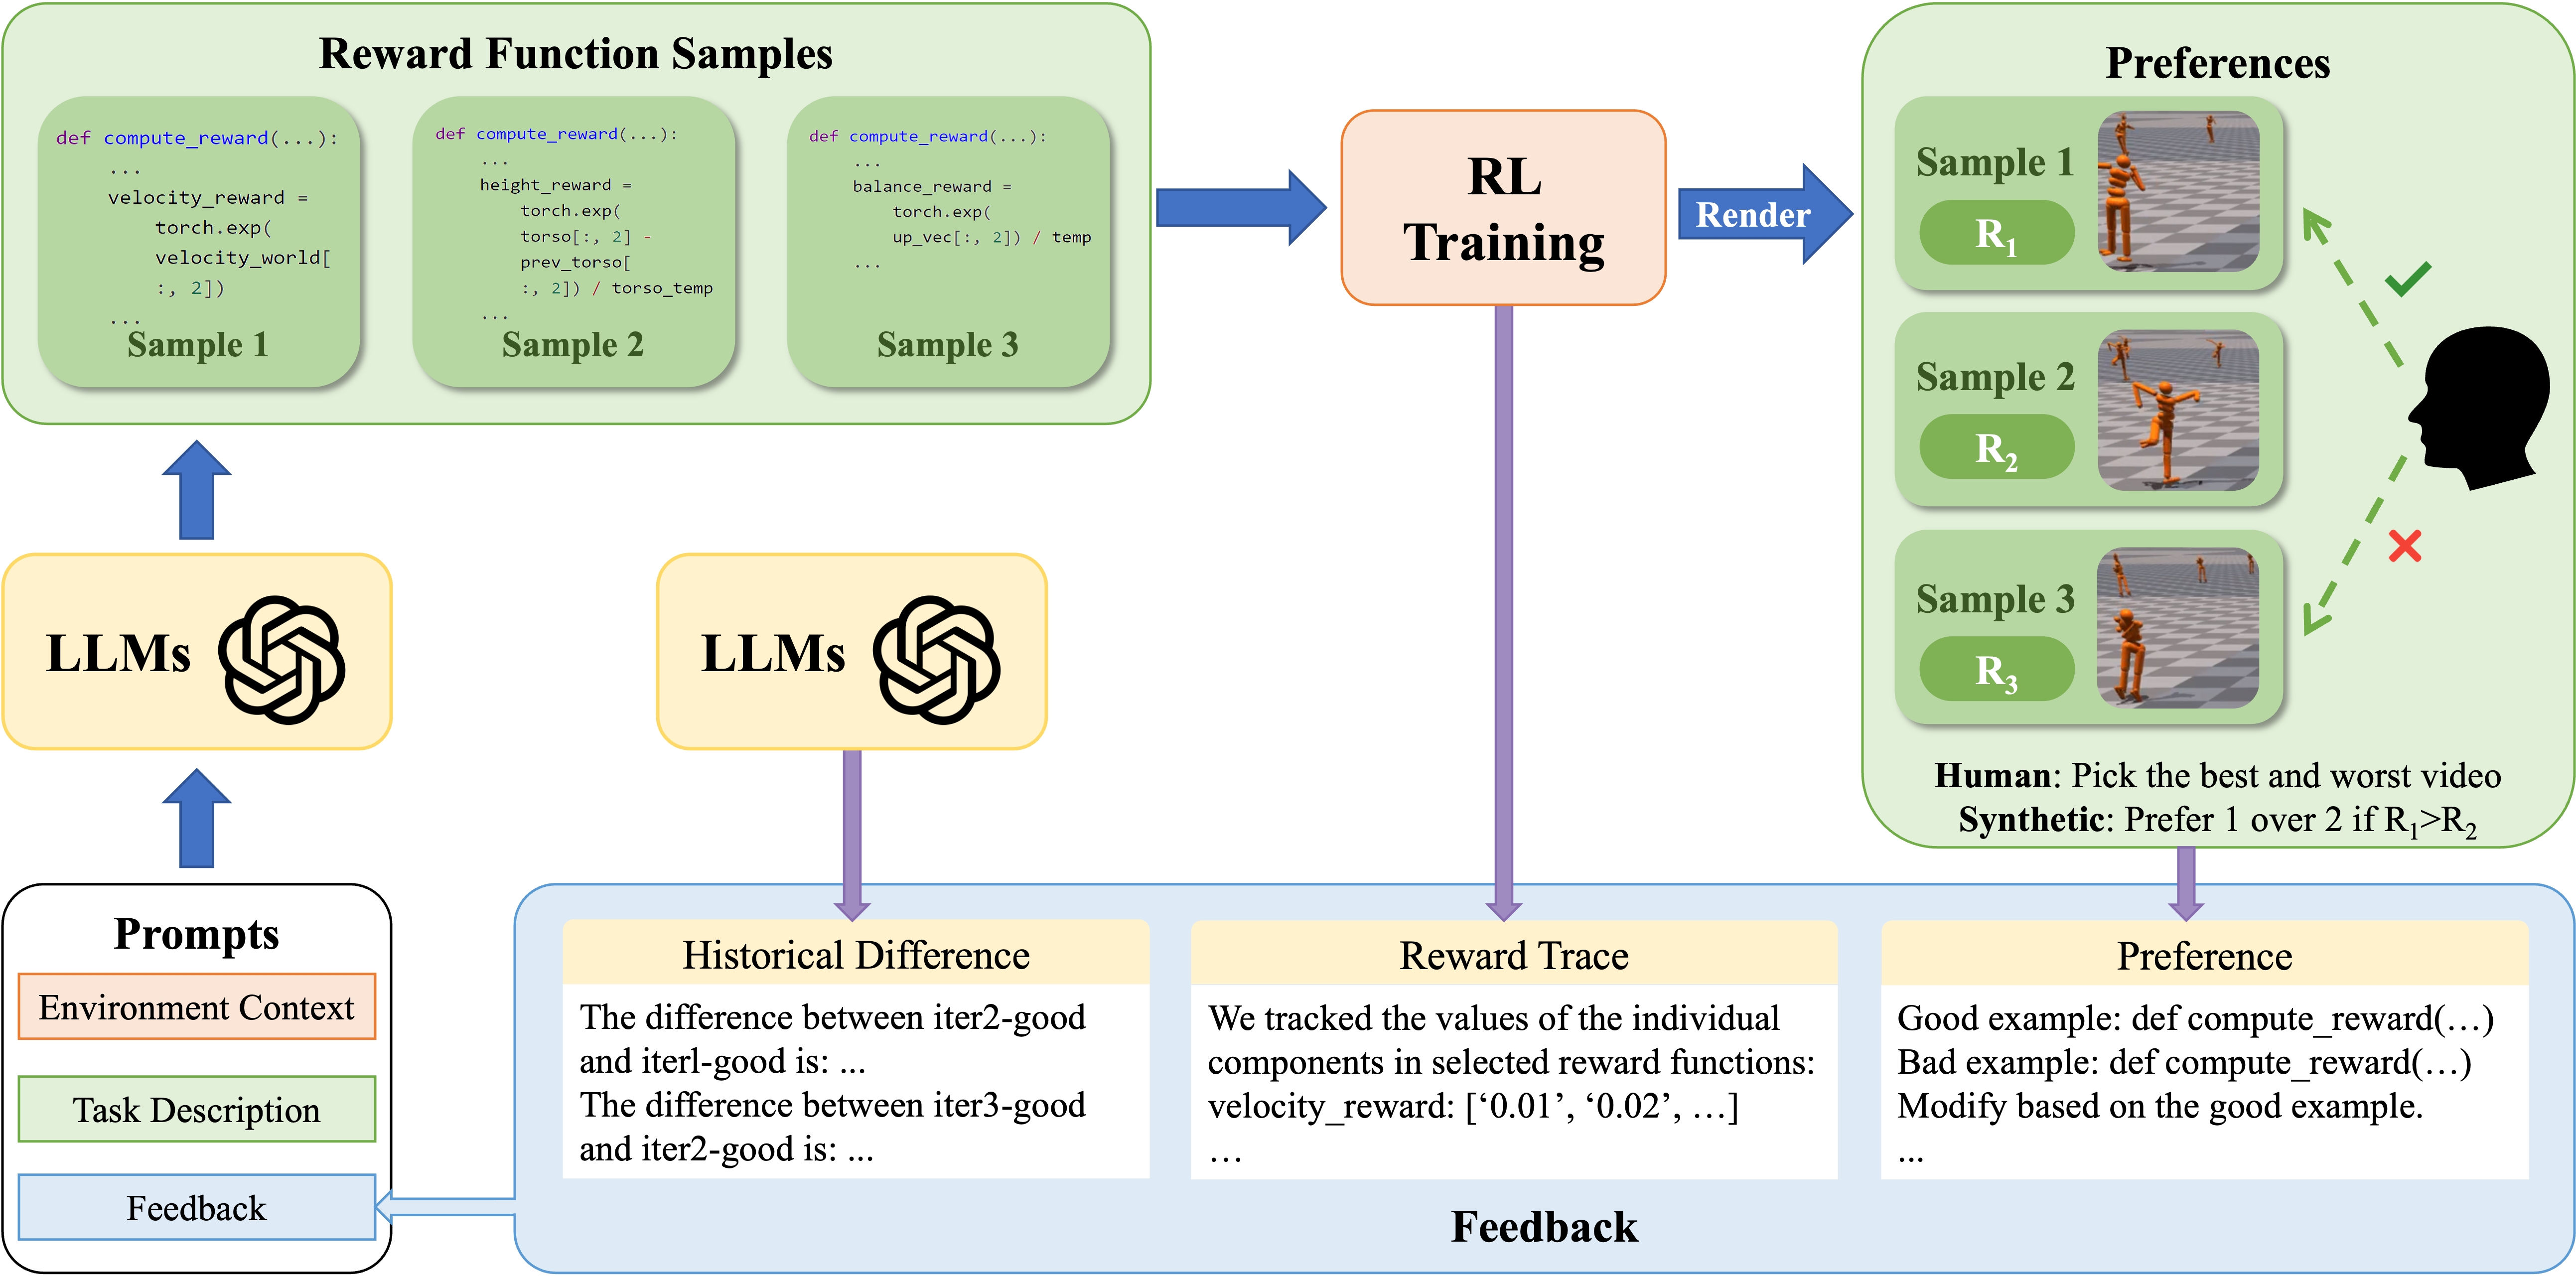 Reward Function Samples
def compute_reward(...):
...
velocity_reward =
torch.exp(
velocity_world[
:, 2])
...
Sample 1
def compute_reward(...):
...
height_reward =
torch.exp(
torso[:, 2] -
prev_torso[
:, 2]) / torso_temp
...
Sample 2
def compute_reward(...):
...
balance_reward =
torch.exp(
up_vec[:, 2]) / temp
...
Sample 3
RL
Training
Render
Preferences
Sample 1
R1
Sample 2
R2
Sample 3
R3
Human: Pick the best and worst video
Synthetic: Prefer 1 over 2 if R1>R2
LLMs
LLMs
Prompts
Environment Context
Task Description
Feedback
Historical Difference
The difference between iter2-good
and iterl-good is: ...
The difference between iter3-good
and iter2-good is: ...
Reward Trace
We tracked the values of the individual
components in selected reward functions:
velocity_reward: [‘0.01’, ‘0.02’, …]
…
Preference
Good example: def compute_reward(…)
Bad example: def compute_reward(…)
Modify based on the good example.
...
Feedback